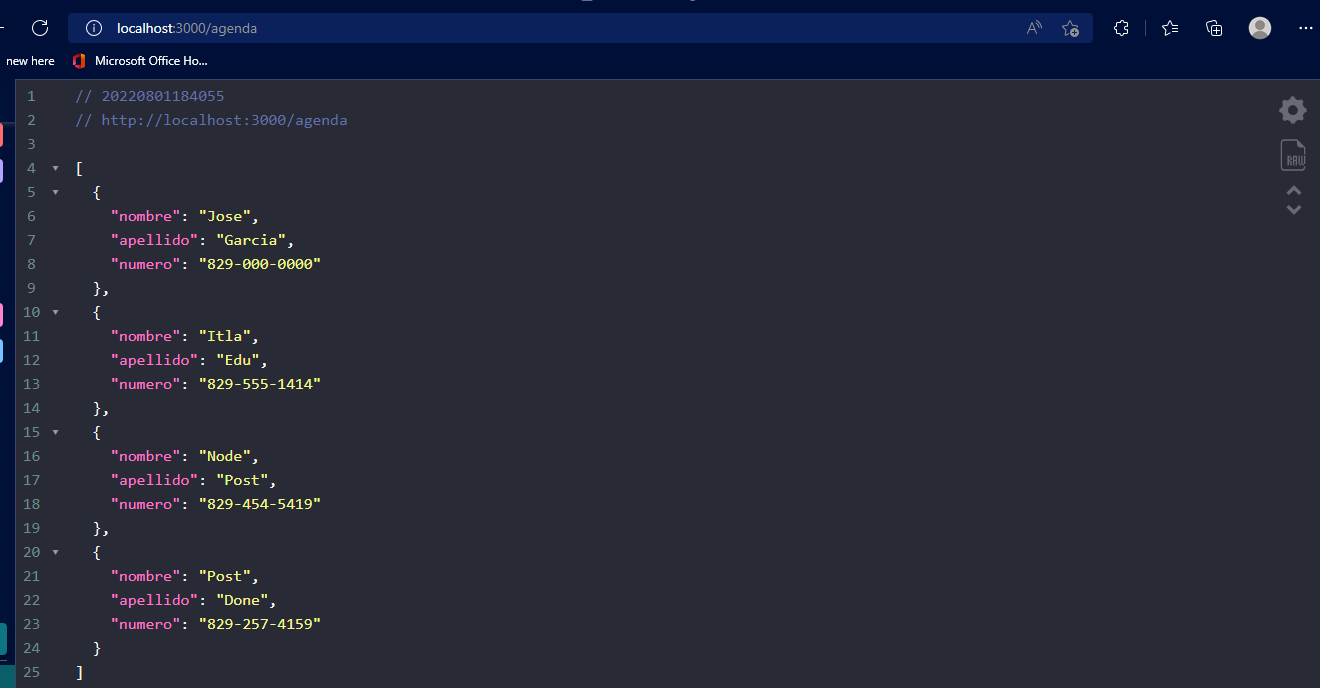 localhost:3000/agenda
new here Microsoft Office Ho...
1 // 20220801184055
2 // http://localhost:3000/agenda
3
4 [
5 {
6 "nombre": "Jose",
7 "apellido": "Garcia",
8 "numero": "829-000-0000"
9 },
10 {
11 "nombre": "Itla",
12 "apellido": "Edu",
13 "numero": "829-555-1414"
14 },
15 {
16 "nombre": "Node",
17 "apellido": "Post",
18 "numero": "829-454-5419"
19 },
20 {
21 "nombre": "Post",
22 "apellido": "Done",
23 "numero": "829-257-4159"
24 }
25 ]
RAW